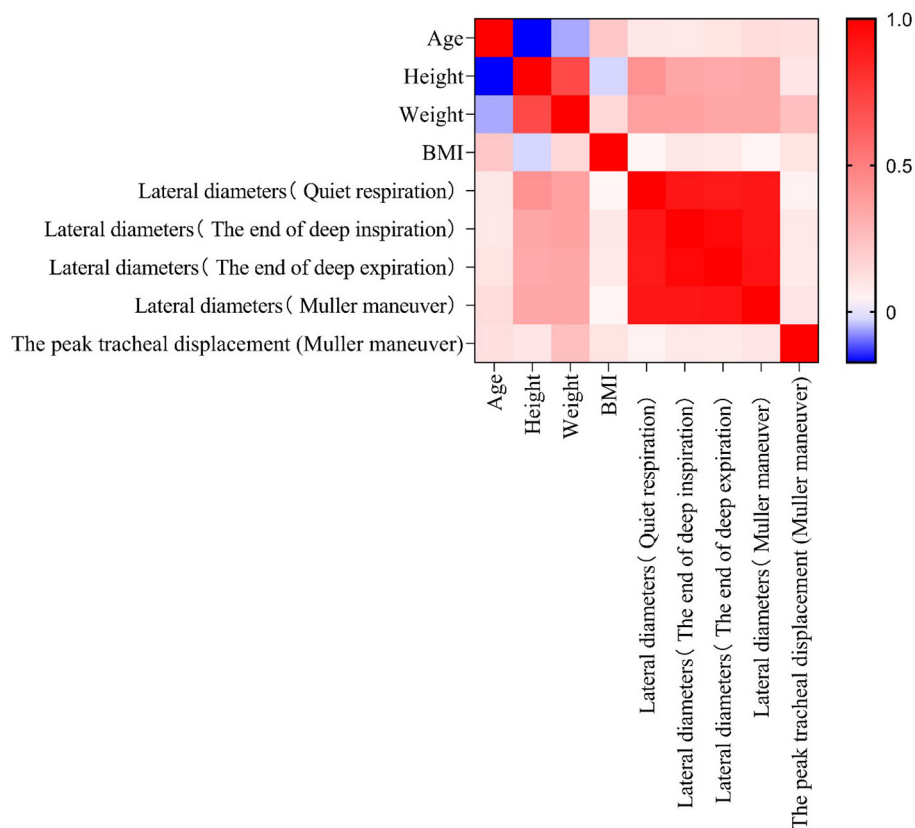 Age
Height
Weight
BMI
Lateral diameters( Quiet respiration)
Lateral diameters( The end of deep inspiration)
Lateral diameters( The end of deep expiration)
Lateral diameters( Muller maneuver)
The peak tracheal displacement (Muller maneuver)
Age
Height
Weight
BMI
Lateral diameters( Quiet respiration)
Lateral diameters( The end of deep inspiration)
Lateral diameters( The end of deep expiration)
Lateral diameters( Muller maneuver)
The peak tracheal displacement (Muller maneuver)
1.0
0.5
0